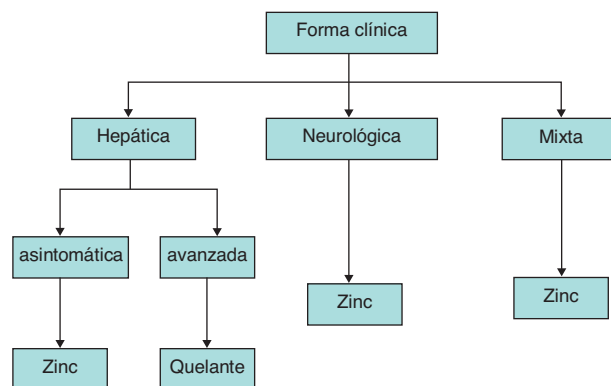 Forma clínica
Hepática
Neurológica
Mixta
asintomática
avanzada
Zinc
Zinc
Zinc
Quelante